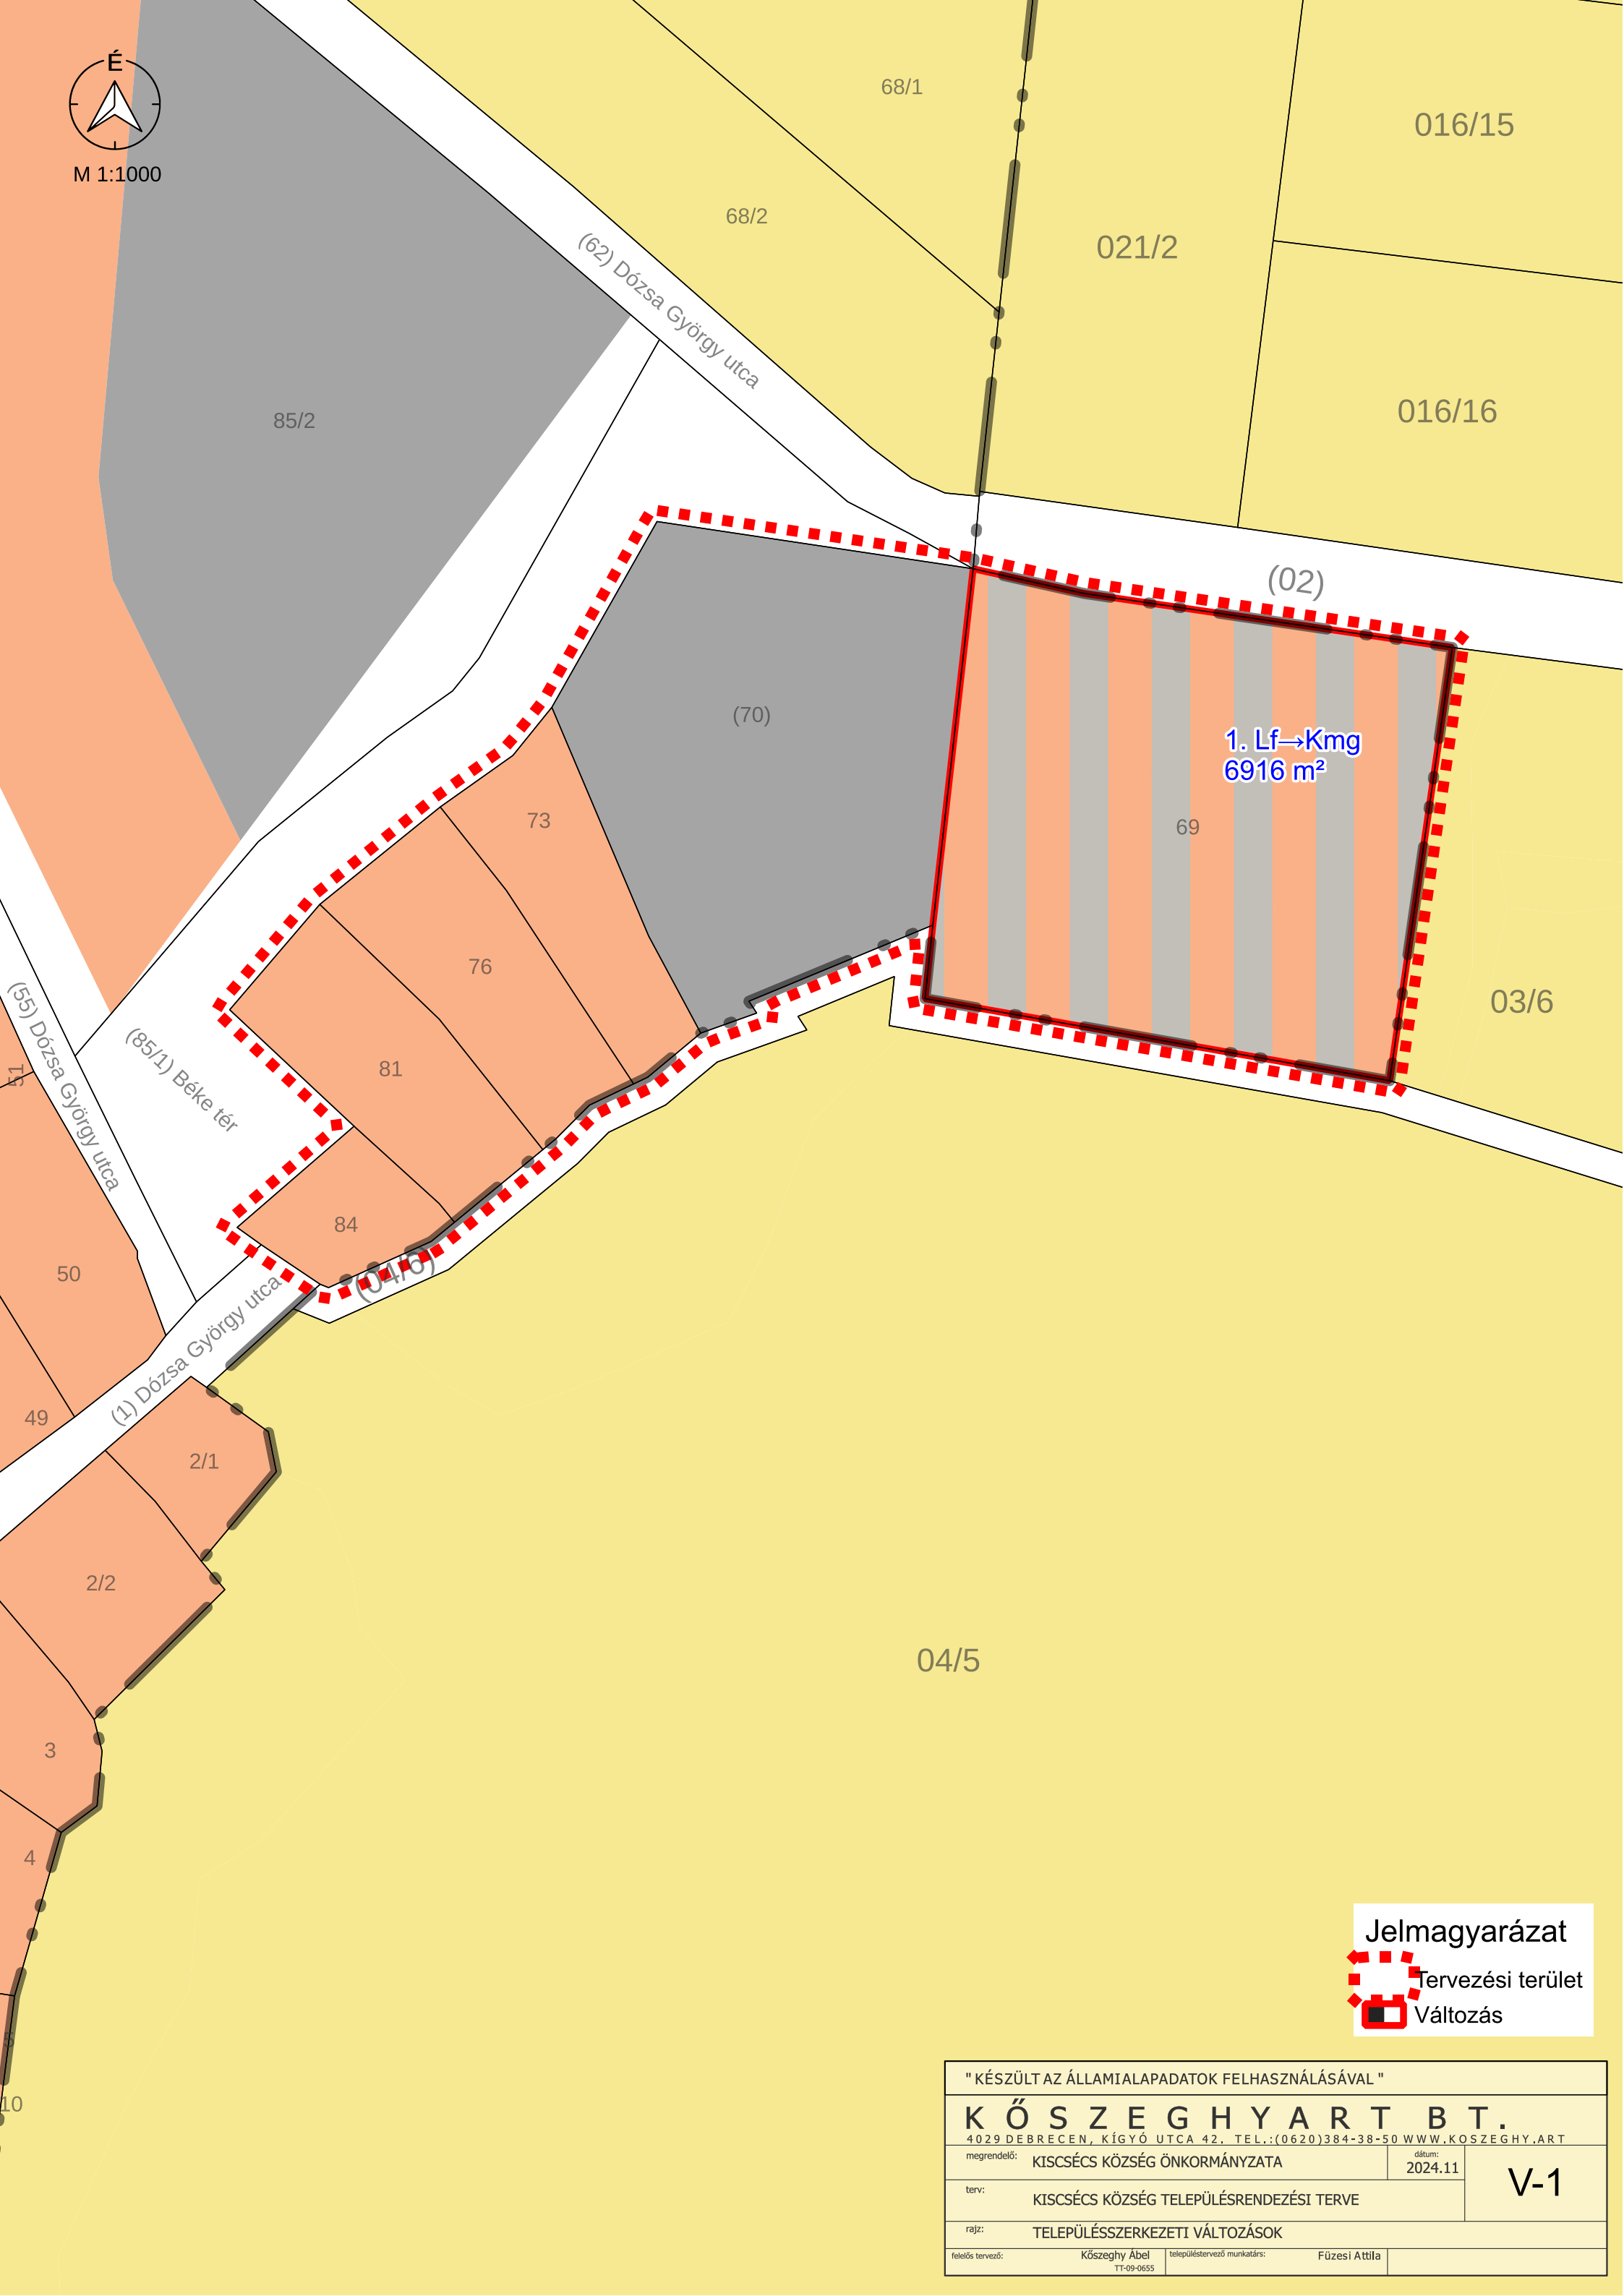 É
M 1:1000
68/1
016/15
68/2
(62) Dózsa György utca
021/2
016/16
85/2
(02)
(70)
1. Lf→Kmg
6916 m²
73
69
76
03/6
(55) Dózsa György utca
51
(85/1) Béke tér
81
84
(04/6)
50
(1) Dózsa György utca
49
2/1
2/2
04/5
3
4
10
Jelmagyarázat
Tervezési terület
Változás
"KÉSZÜLT AZ ÁLLAMI ALAPADATOK FELHASZNÁLÁSÁVAL"
KŐSZEGHYART BT.
4029 DEBRECEN, KÍGYÓ UTCA 42. TEL.:(0620)384-38-50 WWW.KOSZEGHY.ART
megrendelő: KISCSÉCS KÖZSÉG ÖNKORMÁNYZATA
dátum:
2024.11
V-1
terv: KISCSÉCS KÖZSÉG TELEPÜLÉSRENDEZÉSI TERVE
rajz: TELEPÜLÉSSZERKEZETI VÁLTOZÁSOK
felelős tervező: Kőszeghy Ábel
TT-09-0655
településtervező munkatárs: Füzesi Attila